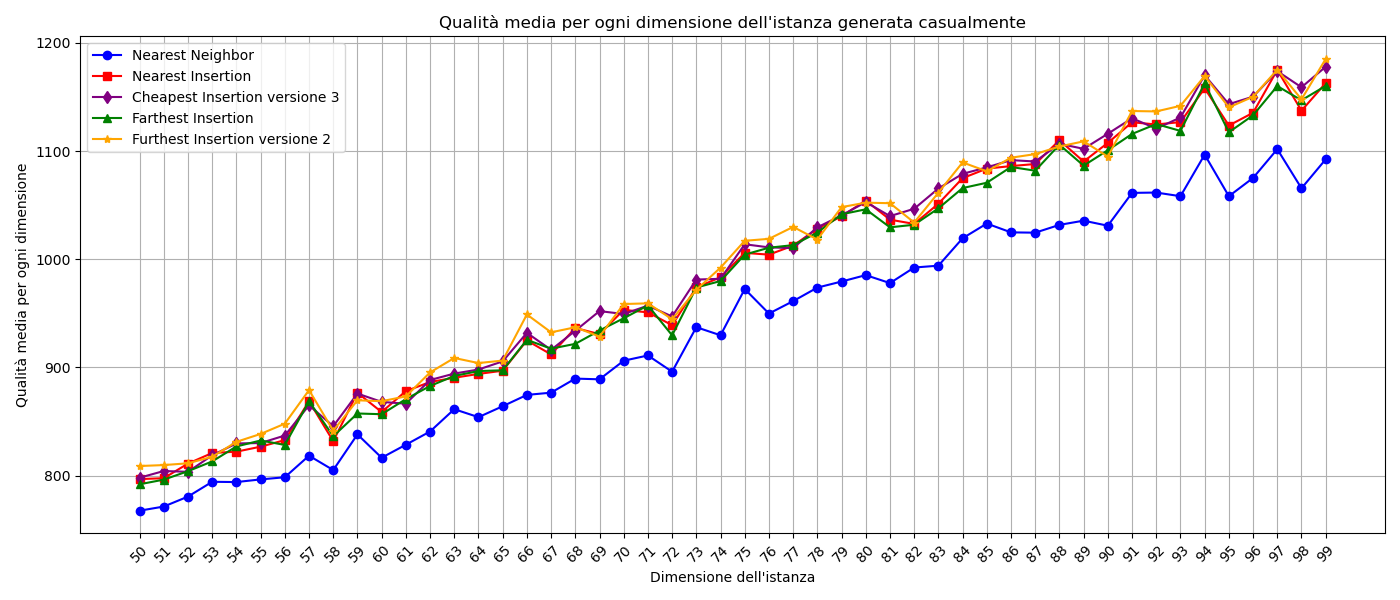 Qualità media per ogni dimensione dell'istanza generata casualmente
Qualità media per ogni dimensione
1200
1100
1000
900
800
Nearest Neighbor
Nearest Insertion
Cheapest Insertion versione 3
Farthest Insertion
Furthest Insertion versione 2
50 51 52 53 54 55 56 57 58 59 60 61 62 63 64 65 66 67 68 69 70 71 72 73 74 75 76 77 78 79 80 81 82 83 84 85 86 87 88 89 90 91 92 93 94 95 96 97 98 99
Dimensione dell'istanza